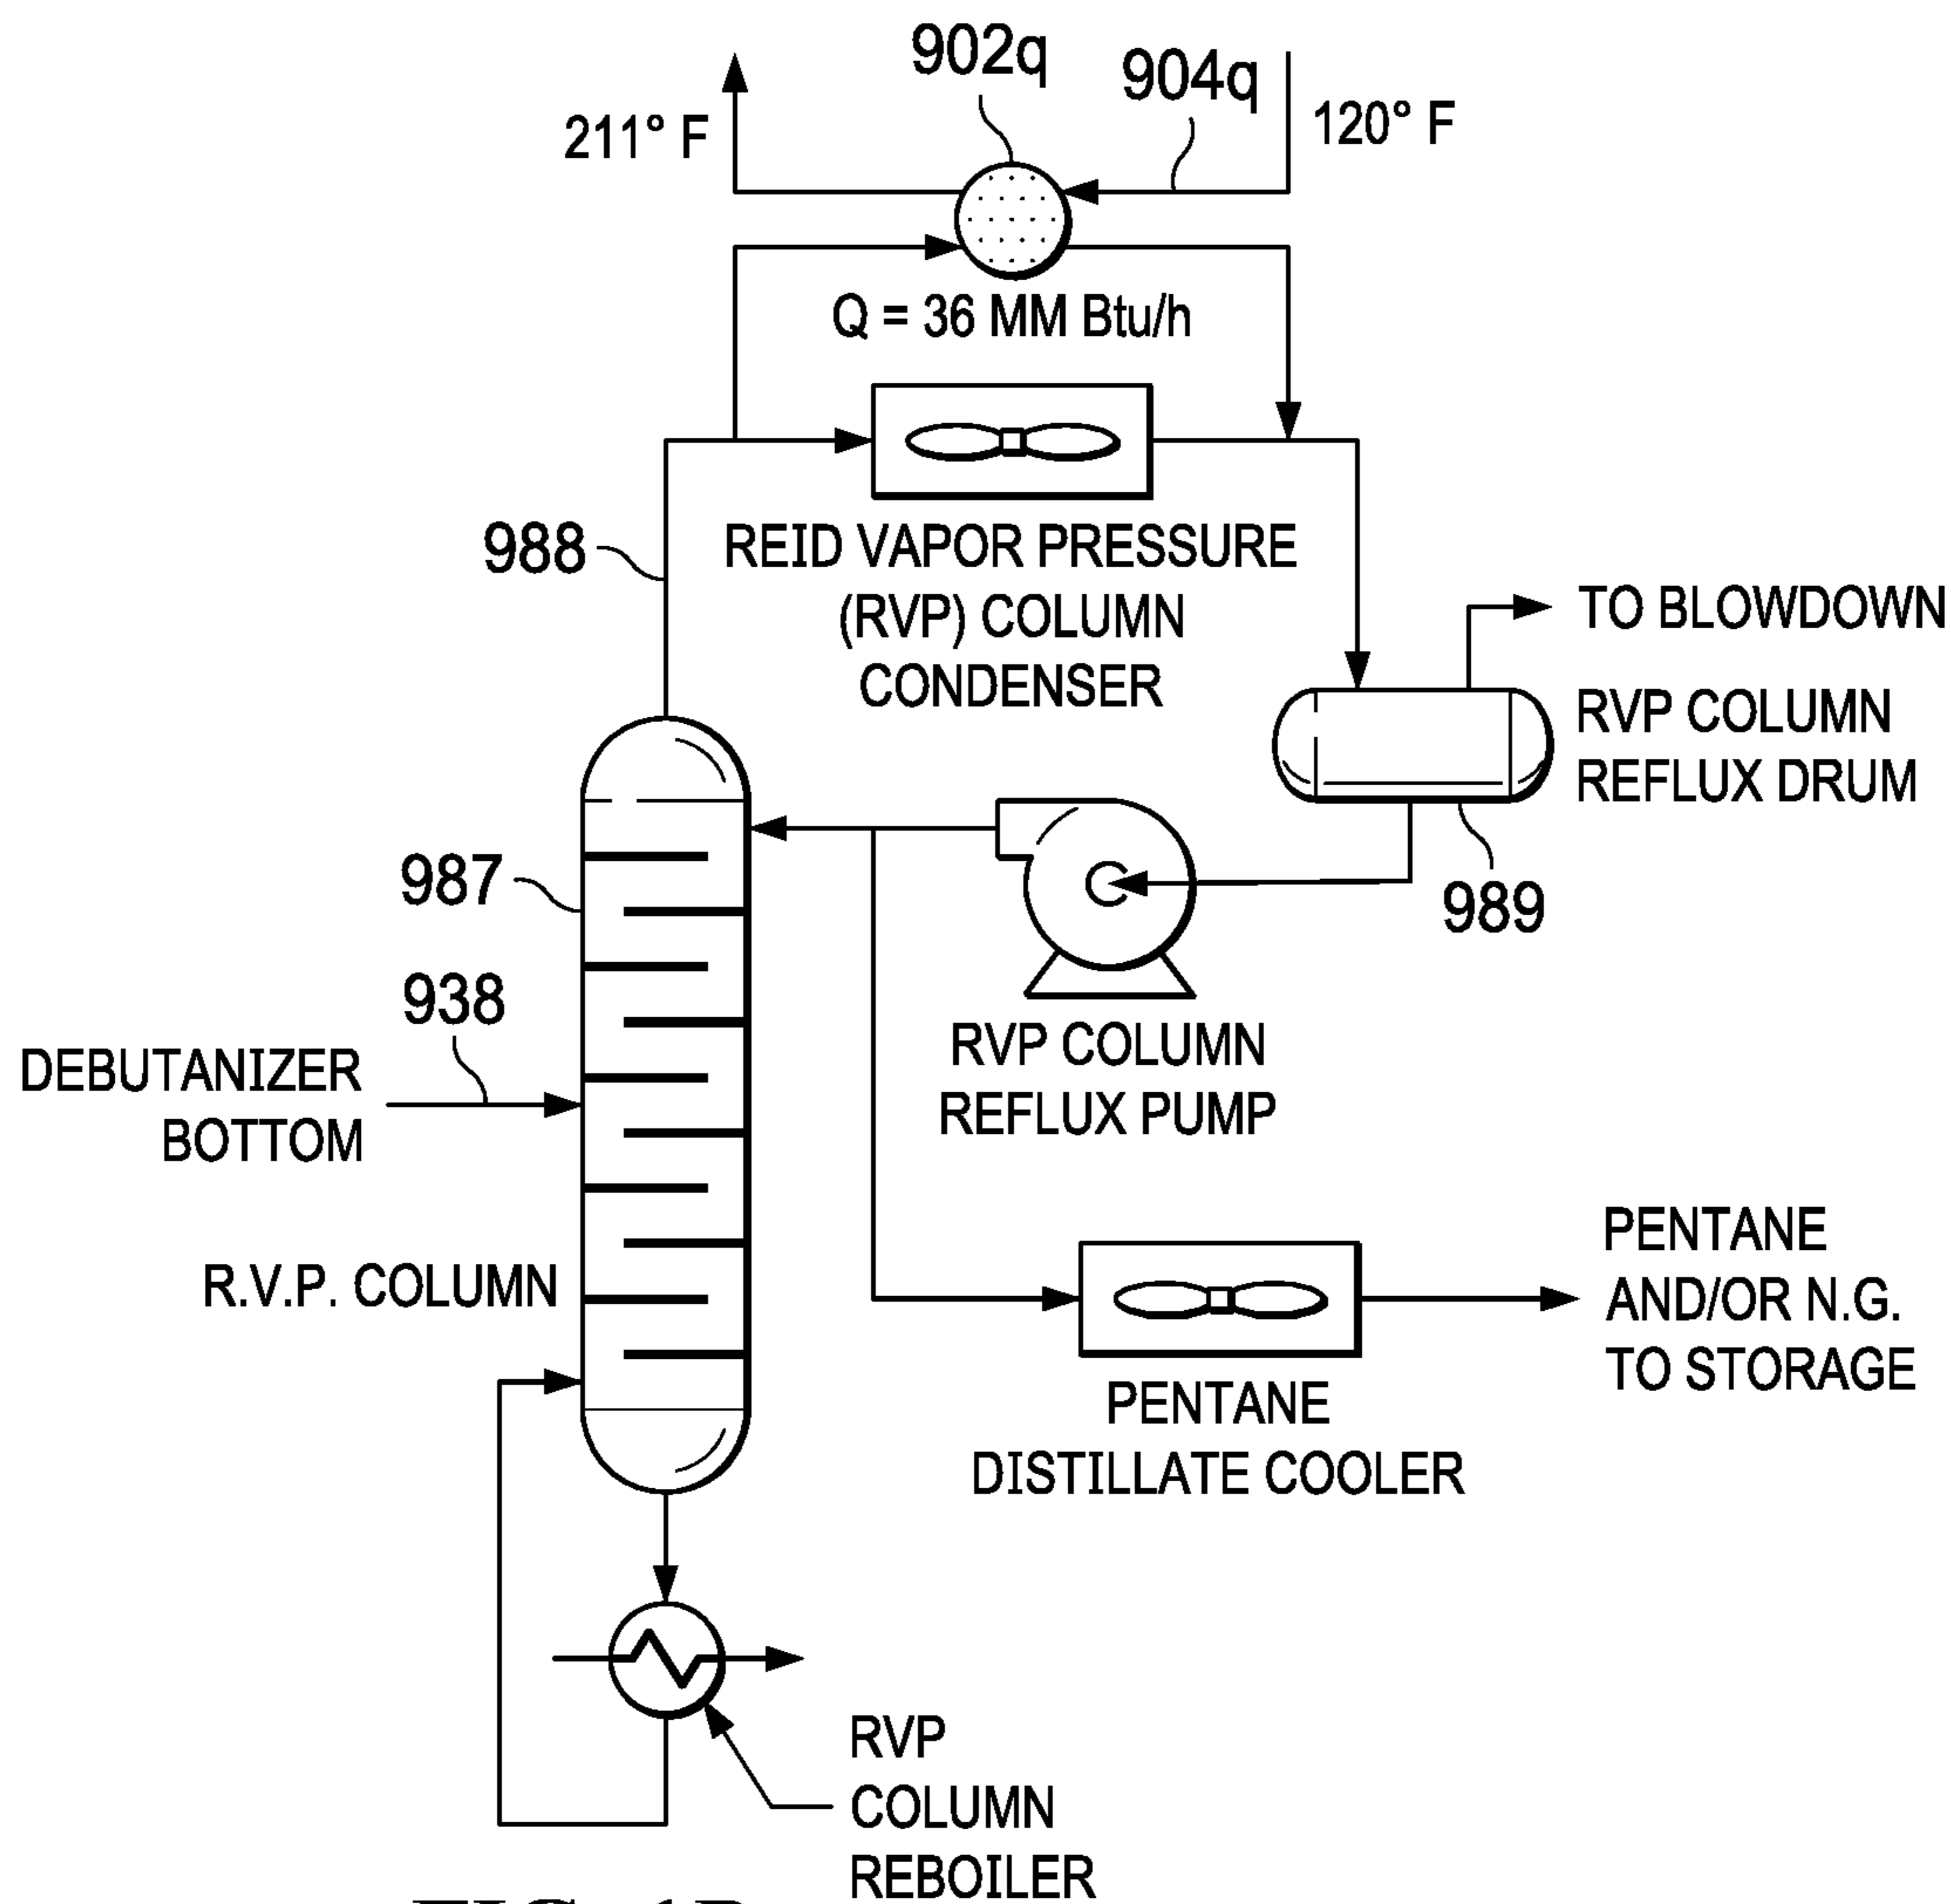 902q
904q
211° F
120° F
Q = 36 MM Btu/h
988
REID VAPOR PRESSURE
(RVP) COLUMN
CONDENSER
TO BLOWDOWN
RVP COLUMN
REFLUX DRUM
987
989
938
DEBUTANIZER
BOTTOM
RVP COLUMN
REFLUX PUMP
R.V.P. COLUMN
PENTANE
AND/OR N.G.
TO STORAGE
PENTANE
DISTILLATE COOLER
RVP
COLUMN
REBOILER